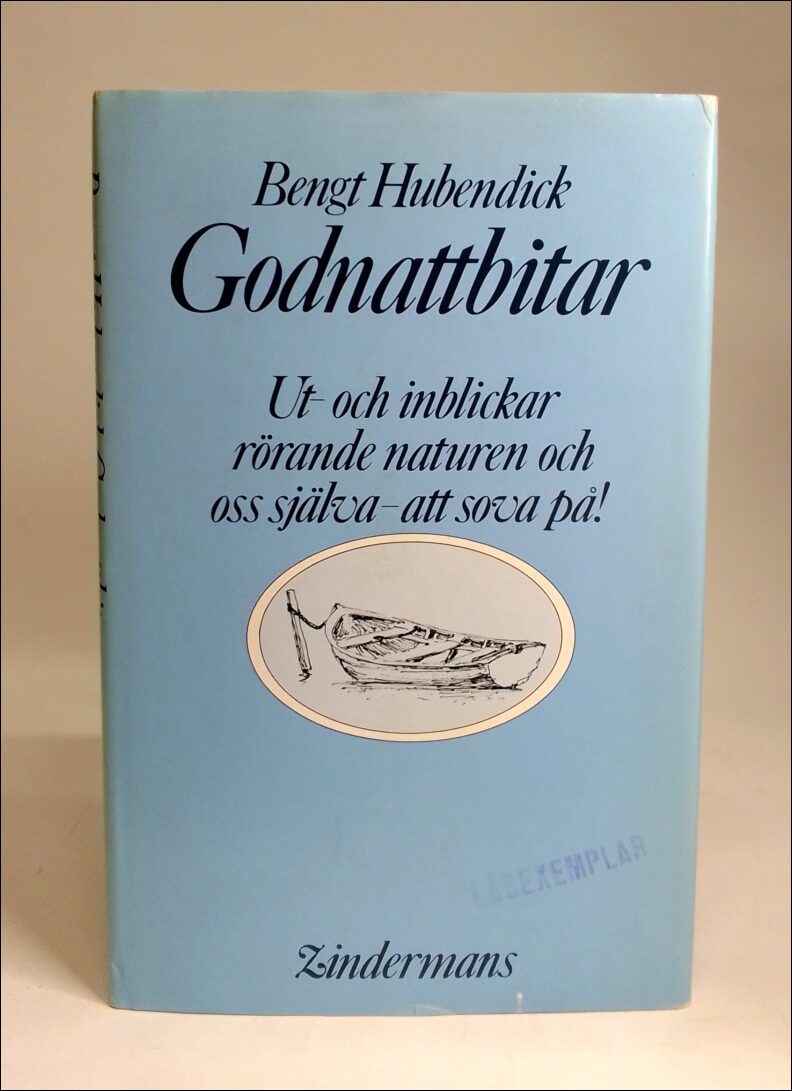 Bengt Hubendick
Godnattbitar
Ut- och inblickar
rörande naturen och
oss själva – att sova på!
LÄSEXEMPLAR
Zindermans